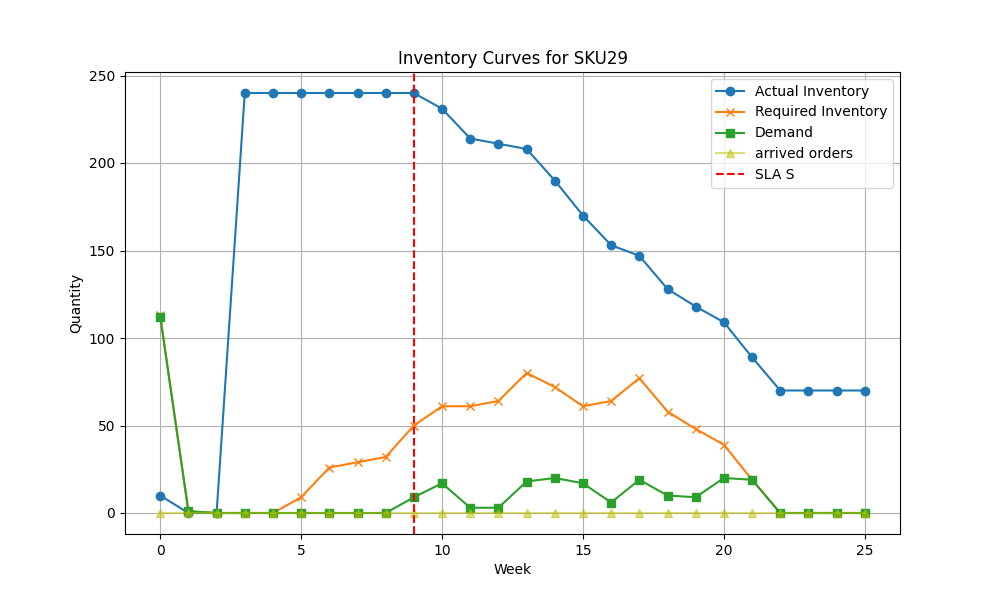 Inventory Curves for SKU29
250
200
150
100
50
0
Quantity
0 5 10 15 20 25
Week
Actual Inventory
Required Inventory
Demand
arrived orders
SLA S